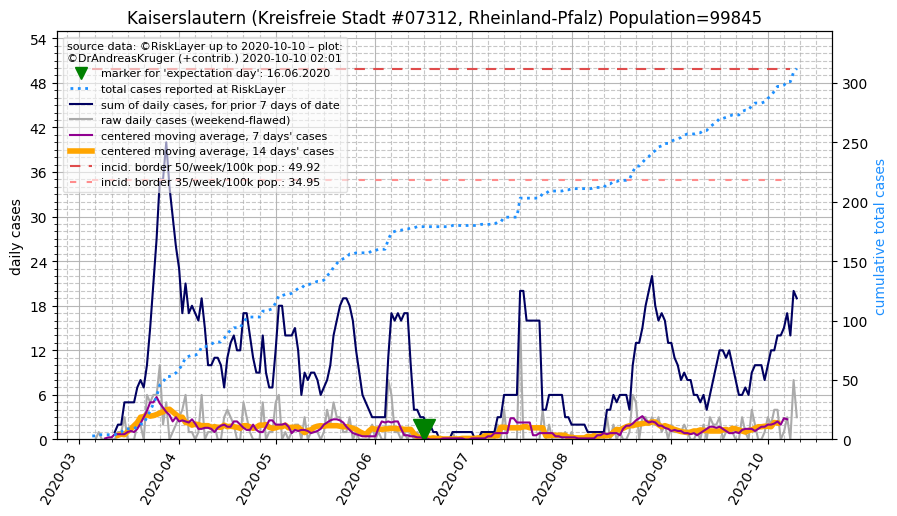 Kaiserslautern (Kreisfreie Stadt #07312, Rheinland-Pfalz) Population=99845
source data: ©RiskLayer up to 2020-10-10 – plot:
©DrAndreasKruger (+contrib.) 2020-10-10 02:01
marker for 'expectation day': 16.06.2020
total cases reported at RiskLayer
sum of daily cases, for prior 7 days of date
raw daily cases (weekend-flawed)
centered moving average, 7 days' cases
centered moving average, 14 days' cases
incid. border 50/week/100k pop.: 49.92
incid. border 35/week/100k pop.: 34.95
daily cases
54
48
42
36
30
24
18
12
6
0
300
250
200
150
100
50
0
cumulative total cases
2020-03
2020-04
2020-05
2020-06
2020-07
2020-08
2020-09
2020-10